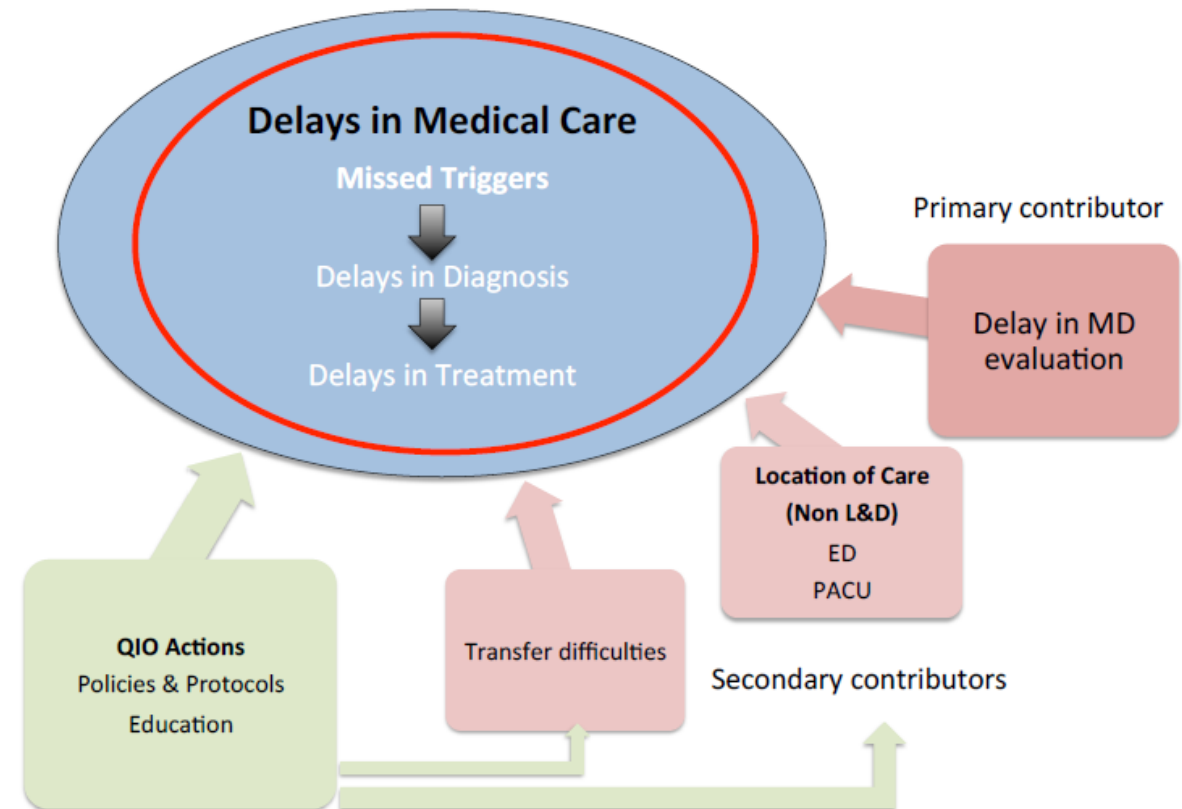 Delays in Medical Care
Missed Triggers
Delays in Diagnosis
Delays in Treatment
Primary contributor
Delay in MD
evaluation
Location of Care
(Non L&D)
ED
PACU
QIO Actions
Policies & Protocols
Education
Transfer difficulties
Secondary contributors